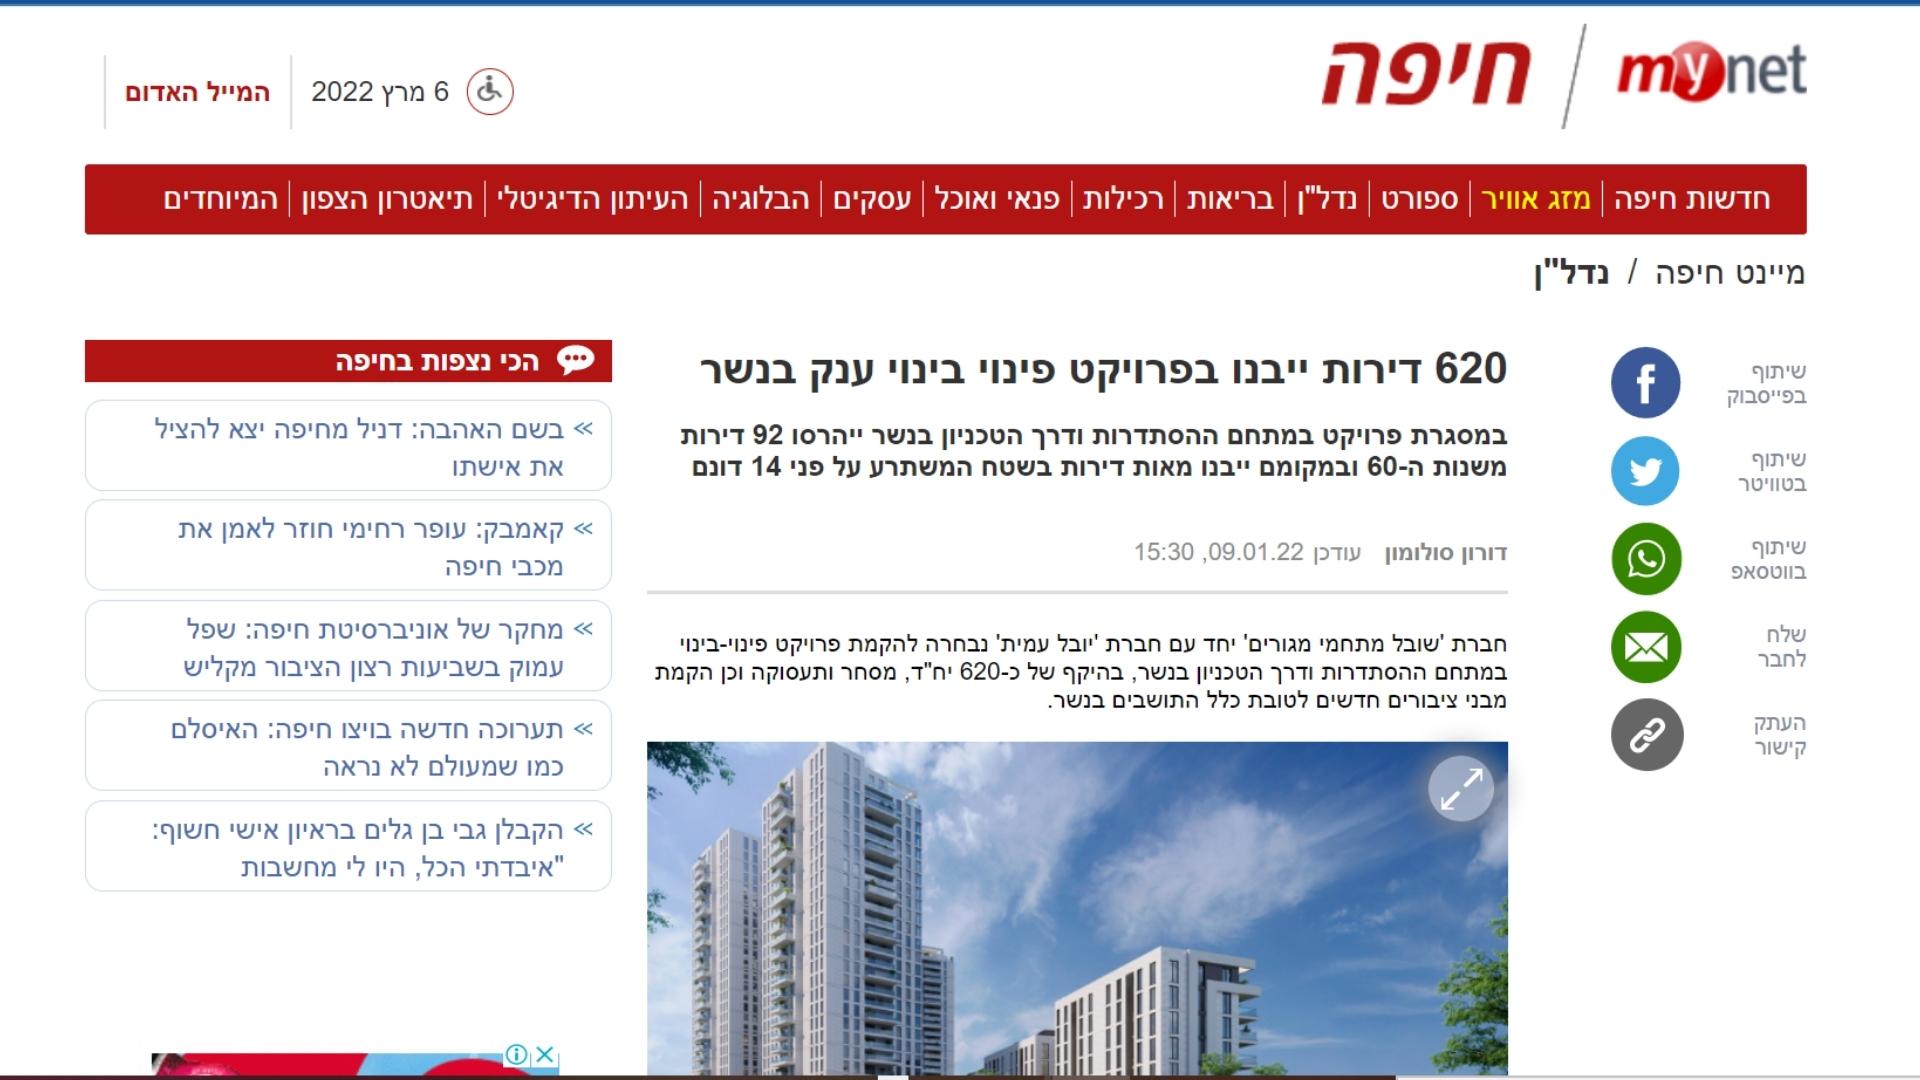 mynet / חיפה
6 מרץ 2022
המייל האדום
חדשות חיפה | מזג אוויר | ספורט | נדל"ן | בריאות | רכילות | פנאי ואוכל | עסקים | הבלוגיה | העיתון הדיגיטלי | תיאטרון הצפון | המיוחדים
מיינט חיפה / נדל"ן
שיתוף
בפייסבוק
שיתוף
בטוויטר
שיתוף
בווטסאפ
שלח
לחבר
העתק
קישור
620 דירות ייבנו בפרויקט פינוי בינוי ענק בנשר
במסגרת פרויקט במתחם ההסתדרות ודרך הטכניון בנשר ייהרסו 92 דירות
משנות ה-60 ובמקומם ייבנו מאות דירות בשטח המשתרע על פני 14 דונם
דורון סולומון עודכן 09.01.22, 15:30
חברת 'שובל מתחמי מגורים' יחד עם חברת 'יובל עמית' נבחרה להקמת פרויקט פינוי-בינוי
במתחם ההסתדרות ודרך הטכניון בנשר, בהיקף של כ-620 יח"ד, מסחר ותעסוקה וכן הקמת
מבני ציבורים חדשים לטובת כלל התושבים בנשר.
הכי נצפות בחיפה
» בשם האהבה: דניל מחיפה יצא להציל
את אישתו
» קאמבק: עופר רחימי חוזר לאמן את
מכבי חיפה
» מחקר של אוניברסיטת חיפה: שפל
עמוק בשביעות רצון הציבור מקליש
» תערוכה חדשה בויצו חיפה: האיסלם
כמו שמעולם לא נראה
» הקבלן גבי בן גלים בראיון אישי חשוף:
"איבדתי הכל, היו לי מחשבות